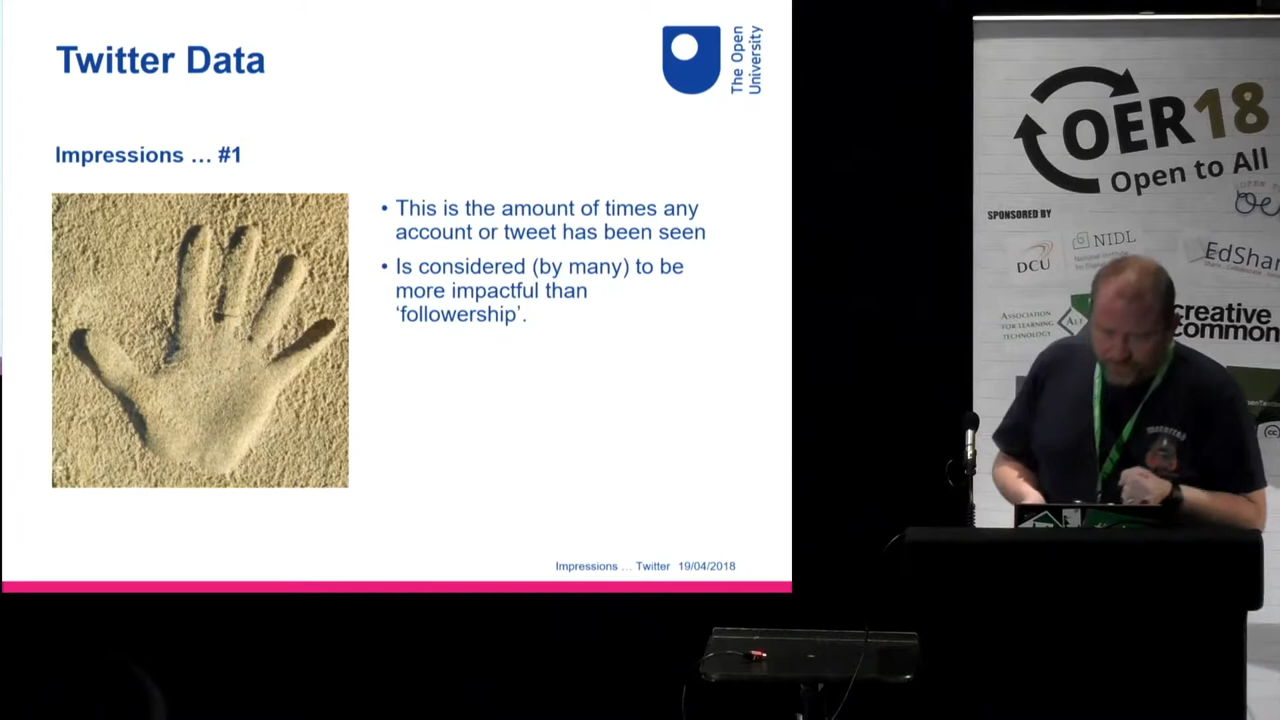 Twitter Data
The Open
University
Impressions … #1
• This is the amount of times any
account or tweet has been seen
• Is considered (by many) to be
more impactful than
‘followership’.
Impressions … Twitter 19/04/2018
OER18
Open to All
SPONSORED BY
DCU
NIDL
EdShar
ASSOCIATION
FOR LEARNING
TECHNOLOGY
ALT
creative
common